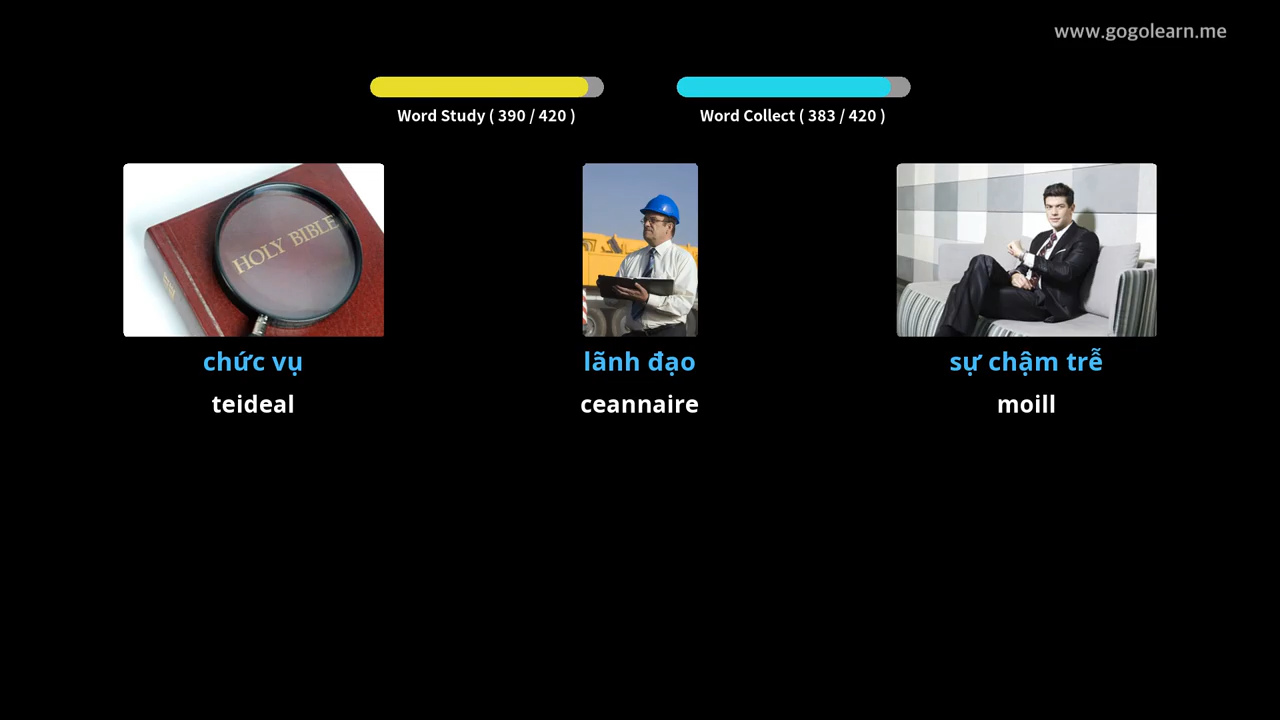 www.gogolearn.me
Word Study ( 390 / 420 )
Word Collect ( 383 / 420 )
HOLY BIBLE
chức vụ
lãnh đạo
sự chậm trễ
teideal
ceannaire
moill